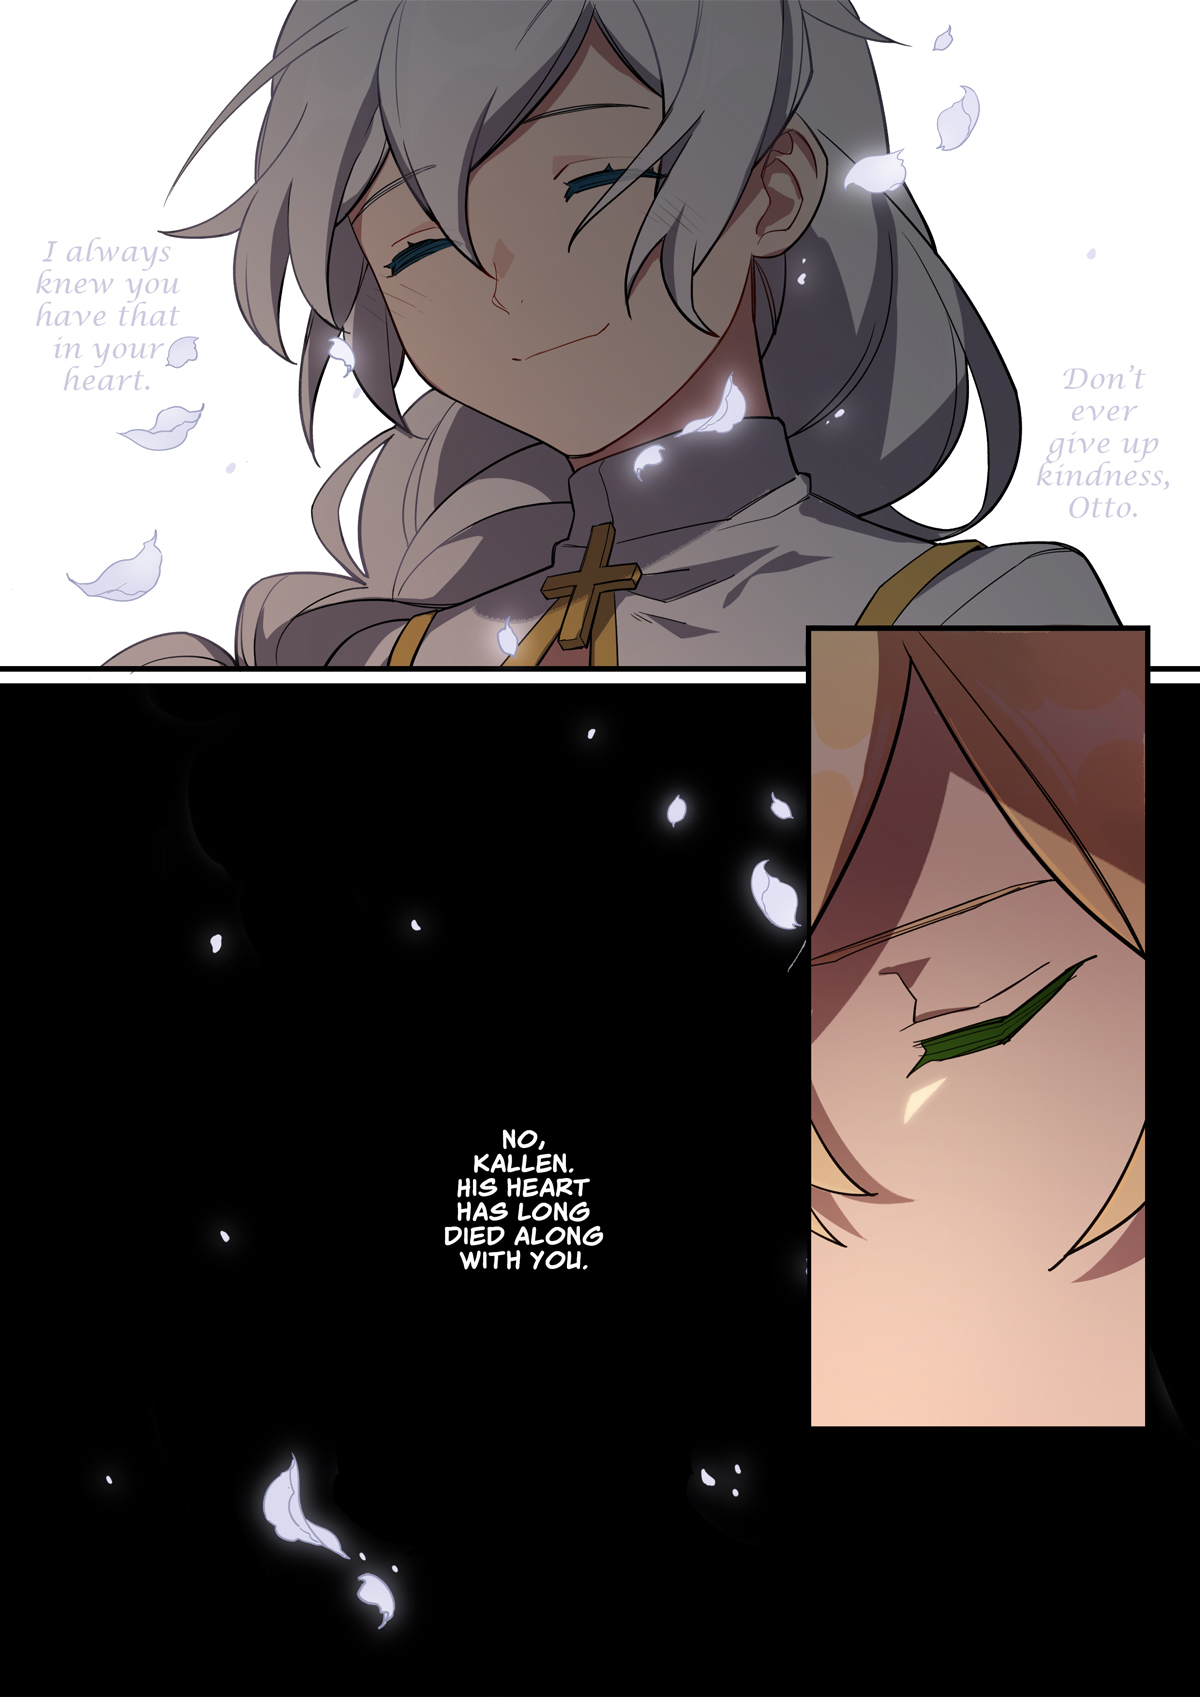 I always
knew you
have that
in your
heart.
Don't
ever
give up
kindness,
Otto.
NO,
KALLEN.
HIS HEART
HAS LONG
DIED ALONG
WITH YOU.